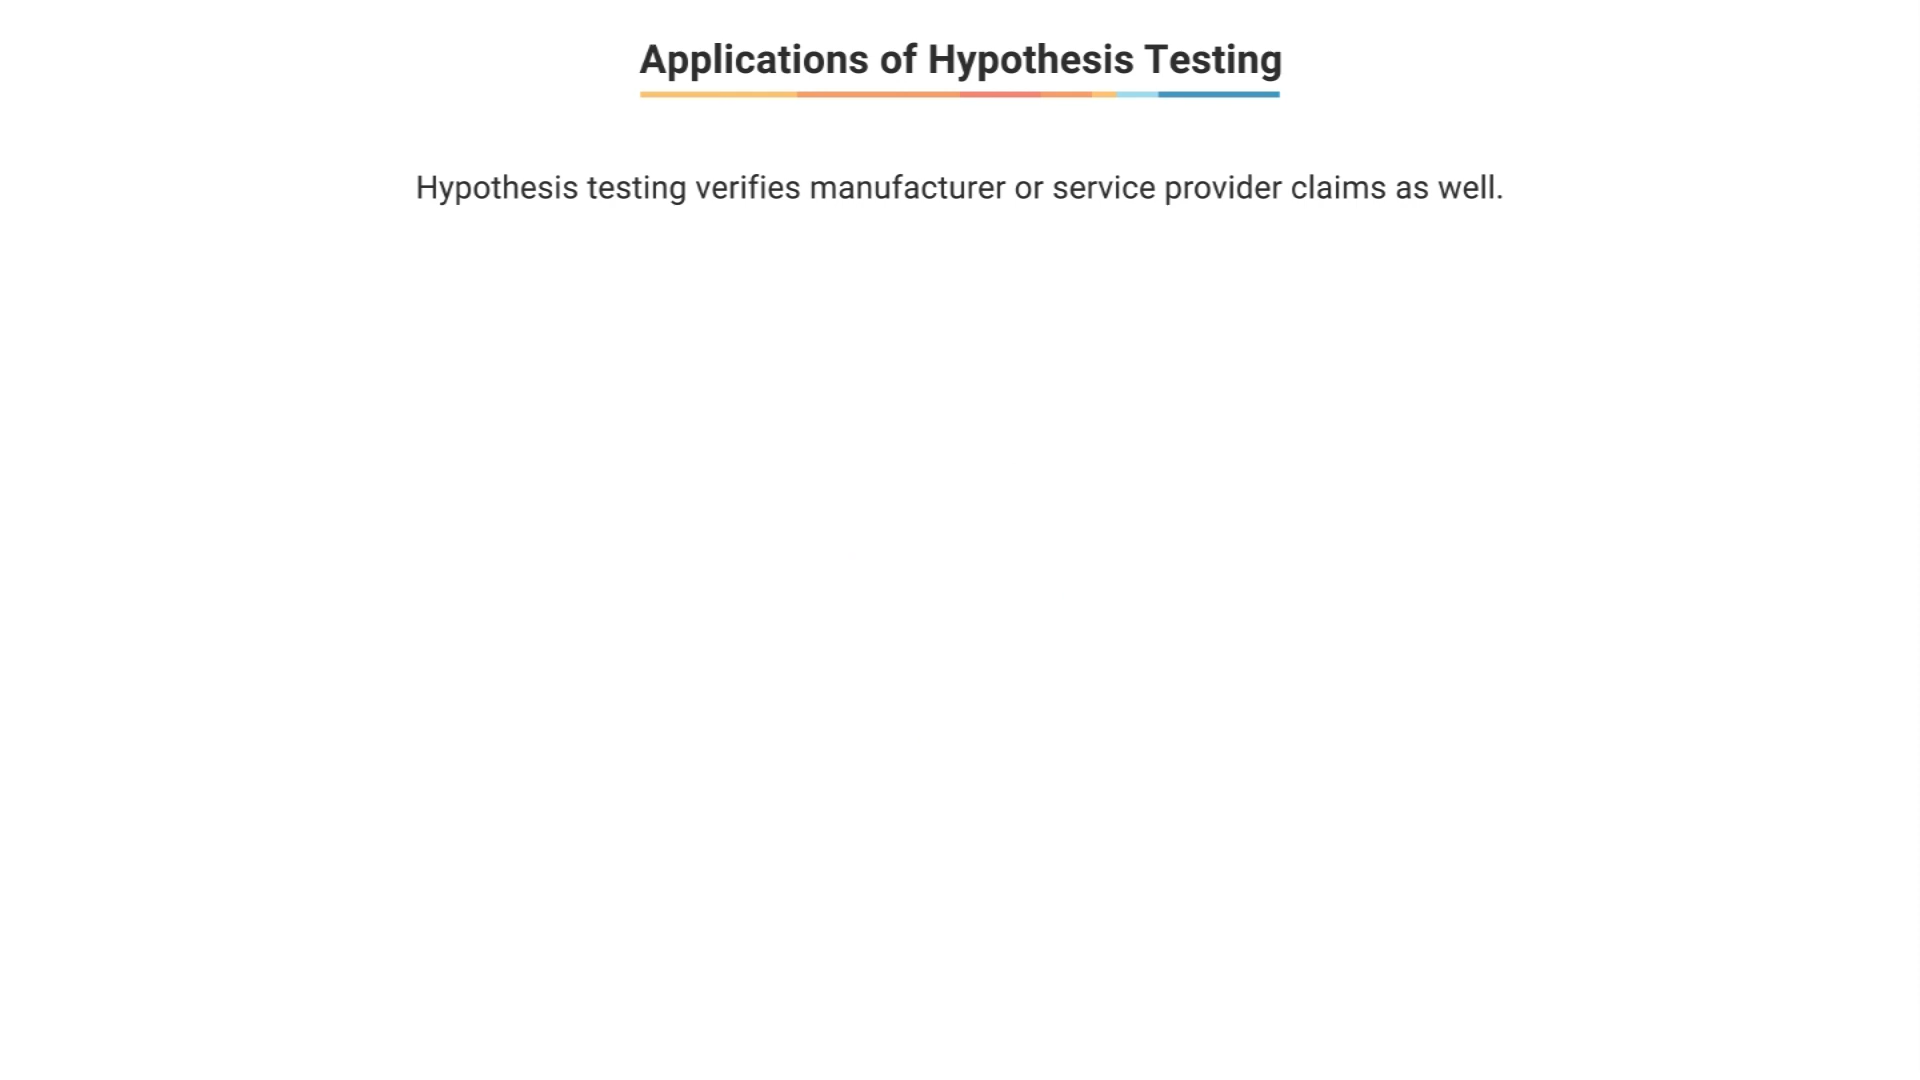 Applications of Hypothesis Testing
Hypothesis testing verifies manufacturer or service provider claims as well.